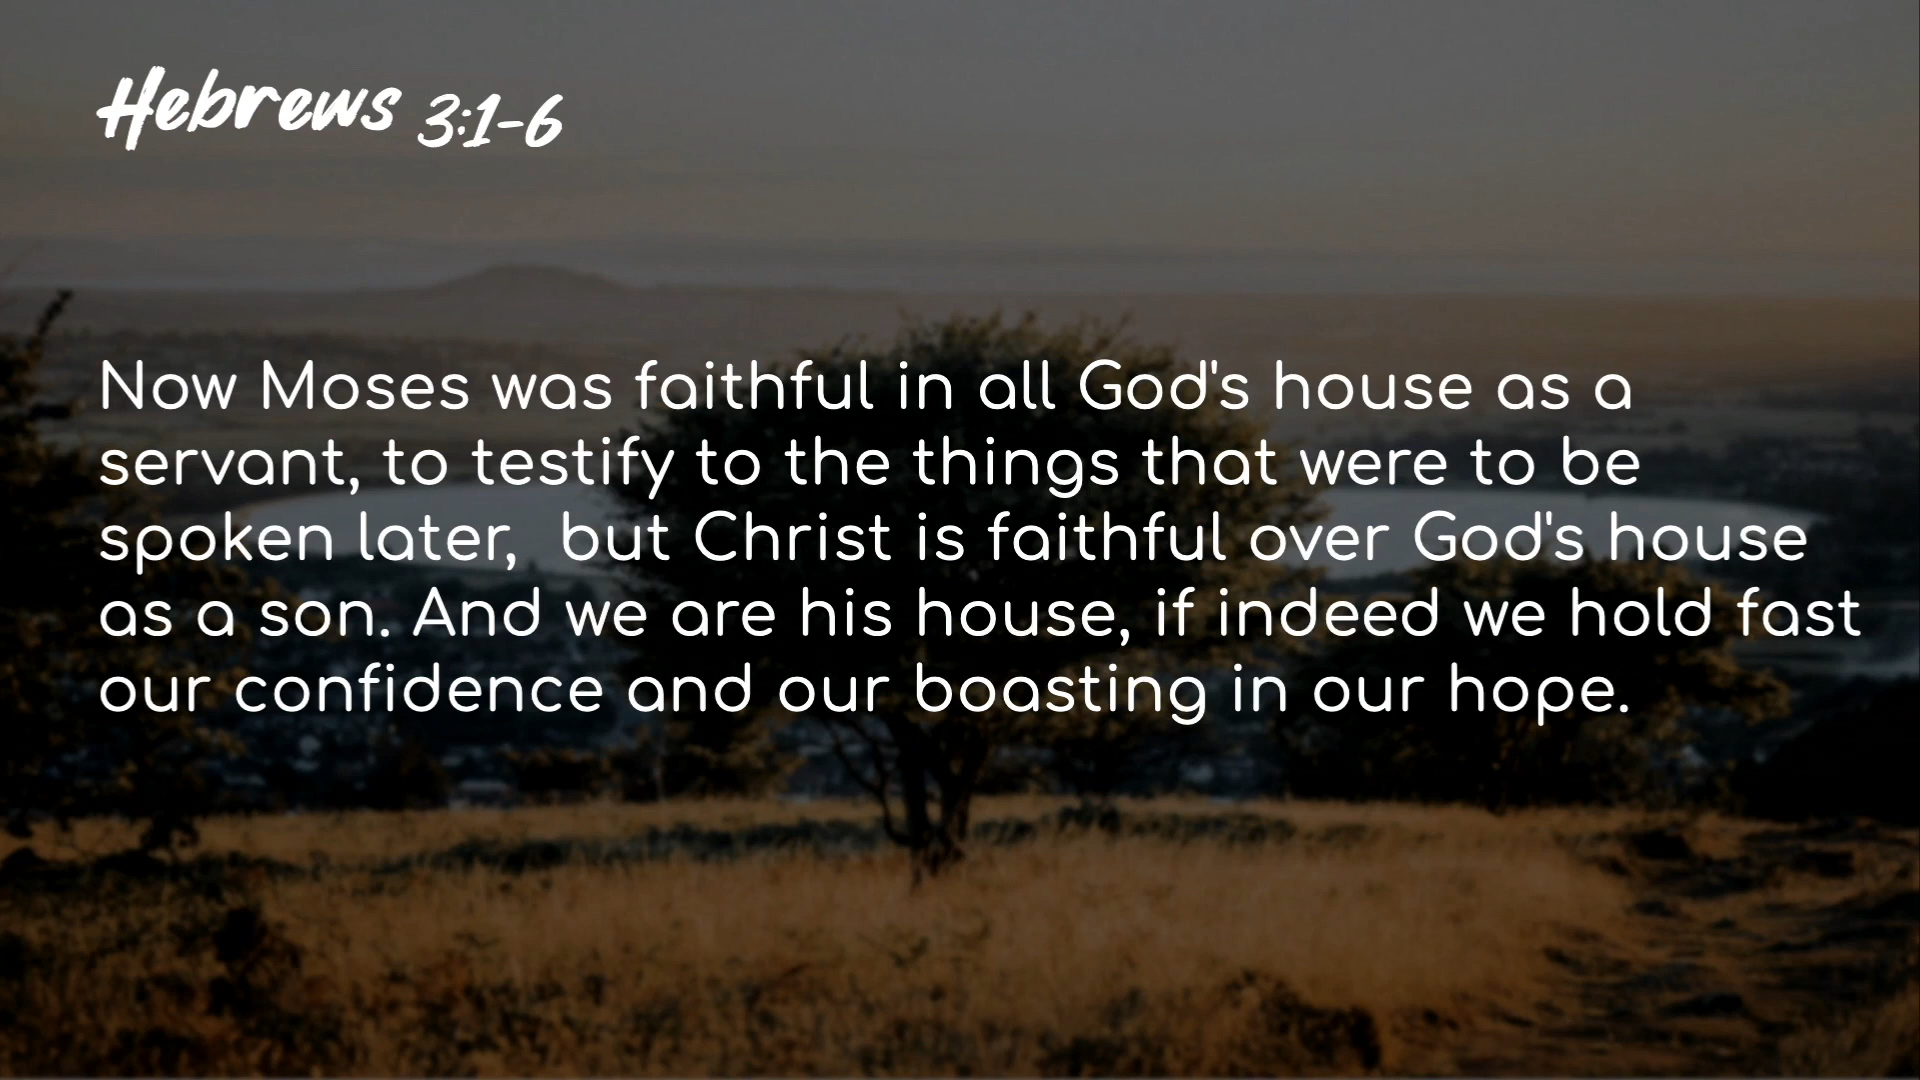 Hebrews 3:1-6
Now Moses was faithful in all God's house as a
servant, to testify to the things that were to be
spoken later,  but Christ is faithful over God's house
as a son. And we are his house, if indeed we hold fast
our confidence and our boasting in our hope.